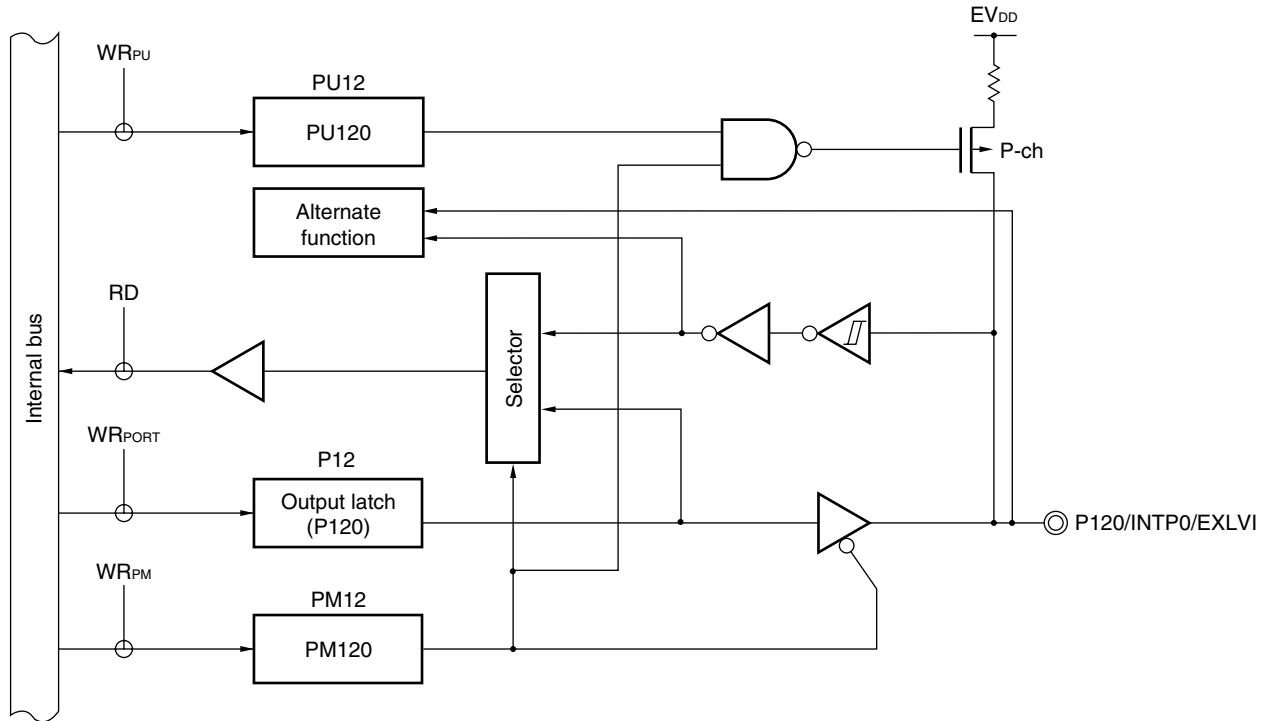 EVDD
WRPU
PU12
PU120
P-ch
Alternate
function
RD
Selector
Internal bus
WRPORT
P12
Output latch
(P120)
P120/INTP0/EXLVI
WRPM
PM12
PM120